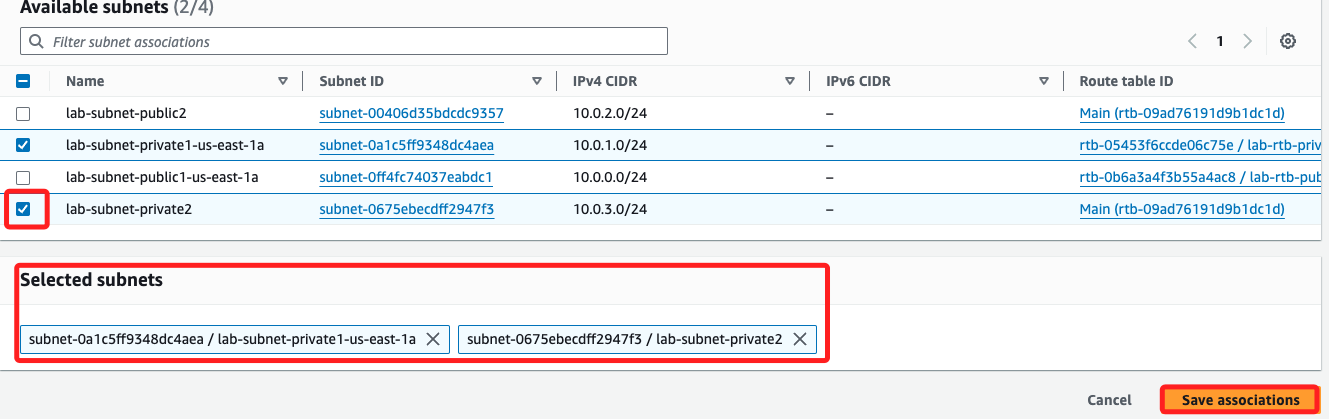 Available subnets (2/4)
Filter subnet associations
1
Name Subnet ID IPv4 CIDR IPv6 CIDR Route table ID
lab-subnet-public2 subnet-00406d35bdcdc9357 10.0.2.0/24 – Main (rtb-09ad76191d9b1dc1d)
lab-subnet-private1-us-east-1a subnet-0a1c5ff9348dc4aea 10.0.1.0/24 – rtb-05453f6ccde06c75e / lab-rtb-priv
lab-subnet-public1-us-east-1a subnet-0ff4fc74037eabdc1 10.0.0.0/24 – rtb-0b6a3a4f3b55a4ac8 / lab-rtb-pub
lab-subnet-private2 subnet-0675ebecdff2947f3 10.0.3.0/24 – Main (rtb-09ad76191d9b1dc1d)
Selected subnets
subnet-0a1c5ff9348dc4aea / lab-subnet-private1-us-east-1a subnet-0675ebecdff2947f3 / lab-subnet-private2
Cancel Save associations